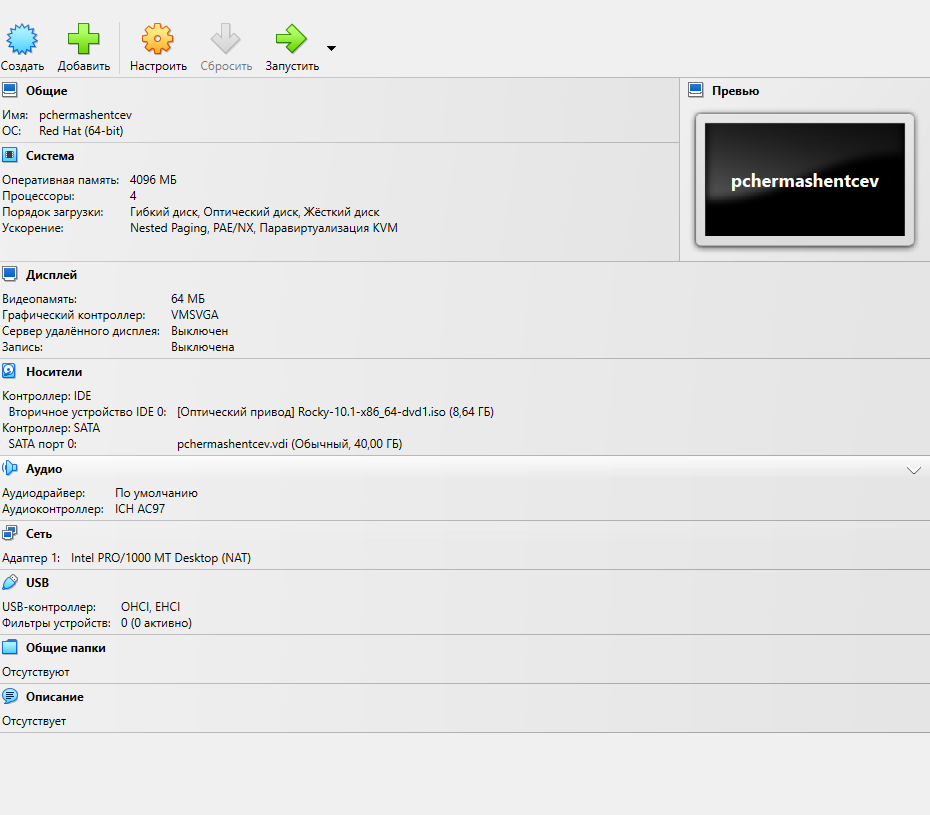 Создать Добавить Настроить Сбросить Запустить
Общие
Имя: pchermashentcev
ОС: Red Hat (64-bit)
Превью
pchermashentcev
Система
Оперативная память: 4096 МБ
Процессоры: 4
Порядок загрузки: Гибкий диск, Оптический диск, Жёсткий диск
Ускорение: Nested Paging, PAE/NX, Паравиртуализация KVM
Дисплей
Видеопамять: 64 МБ
Графический контроллер: VMSVGA
Сервер удалённого дисплея: Выключен
Запись: Выключена
Носители
Контроллер: IDE
Вторичное устройство IDE 0: [Оптический привод] Rocky-10.1-x86_64-dvd1.iso (8,64 ГБ)
Контроллер: SATA
SATA порт 0: pchermashentcev.vdi (Обычный, 40,00 ГБ)
Аудио
Аудиодрайвер: По умолчанию
Аудиоконтроллер: ICH AC97
Сеть
Адаптер 1: Intel PRO/1000 MT Desktop (NAT)
USB
USB-контроллер: OHCI, EHCI
Фильтры устройств: 0 (0 активно)
Общие папки
Отсутствуют
Описание
Отсутствует